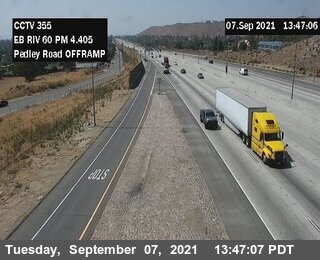 CCTV 355
EB RIV 60 PM 4.405
Pedley Road OFFRAMP
07.Sep 2021 13:47:06
STOP
Tuesday, September 07, 2021 13:47:07 PDT